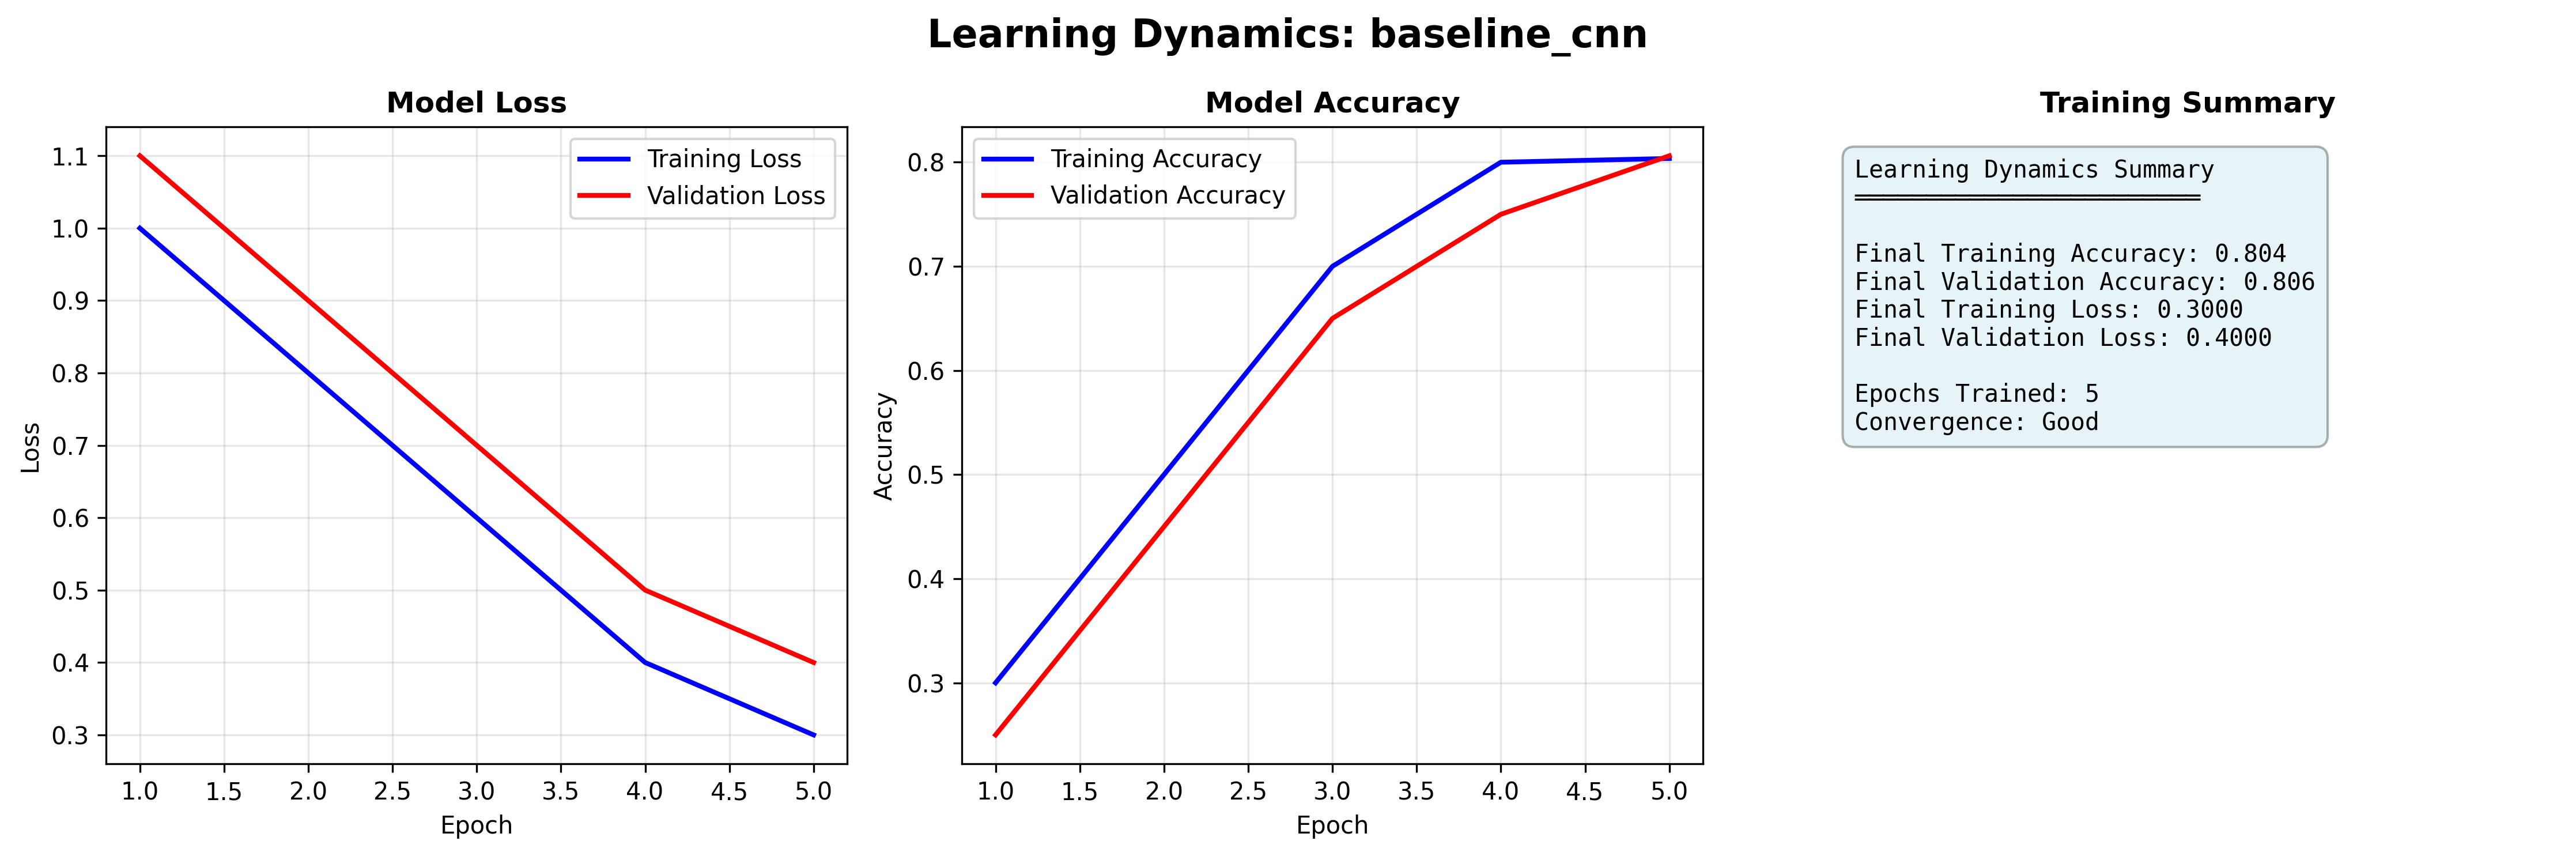 Learning Dynamics: baseline_cnn
Model Loss
1.1
1.0
0.9
0.8
0.7
0.6
0.5
0.4
0.3
Loss
Training Loss
Validation Loss
1.0 1.5 2.0 2.5 3.0 3.5 4.0 4.5 5.0
Epoch
Model Accuracy
0.8
0.7
0.6
0.5
0.4
0.3
Accuracy
Training Accuracy
Validation Accuracy
1.0 1.5 2.0 2.5 3.0 3.5 4.0 4.5 5.0
Epoch
Training Summary
Learning Dynamics Summary
════════════════════════
Final Training Accuracy: 0.804
Final Validation Accuracy: 0.806
Final Training Loss: 0.3000
Final Validation Loss: 0.4000
Epochs Trained: 5
Convergence: Good